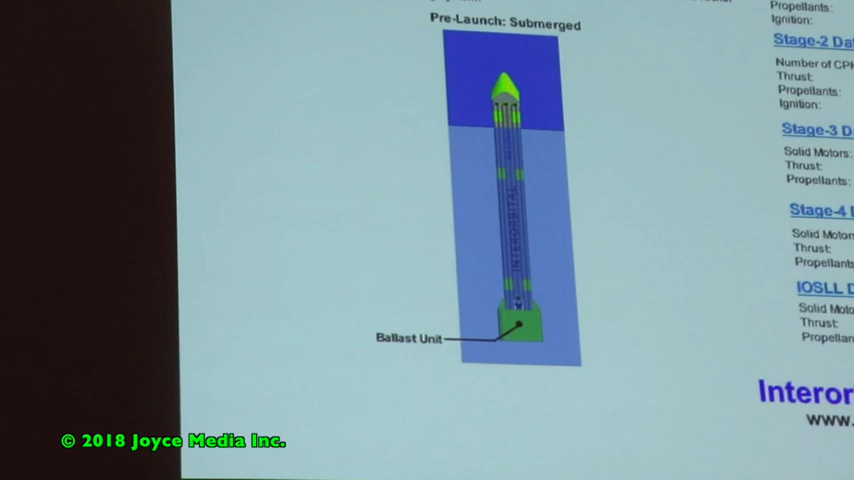 Pre-Launch: Submerged
INTERORBITAL
Ballast Unit
Propellants:
Ignition:
Stage-2 Da
Number of CPM
Thrust:
Propellants:
Ignition:
Stage-3 D
Solid Motors:
Thrust:
Propellants:
Stage-4
Solid Motor
Thrust:
Propellants
IOSLL D
Solid Moto
Thrust:
Propellan
Interor
www.
© 2018 Joyce Media Inc.